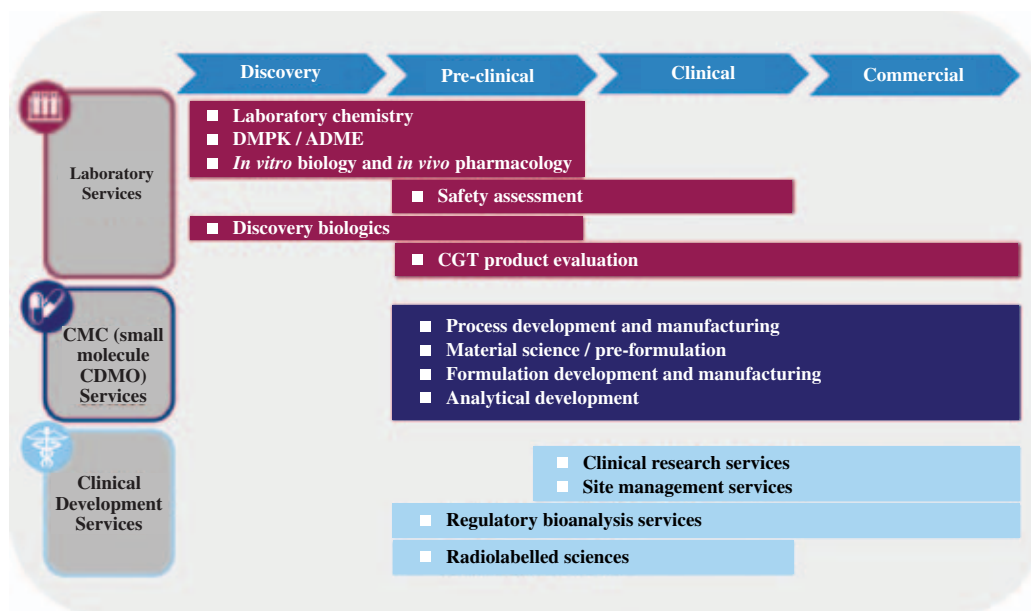 Discovery
Pre-clinical
Clinical
Commercial
Laboratory
Services
Laboratory chemistry
DMPK / ADME
In vitro biology and in vivo pharmacology
Safety assessment
Discovery biologics
CGT product evaluation
CMC (small
molecule
CDMO)
Services
Process development and manufacturing
Material science / pre-formulation
Formulation development and manufacturing
Analytical development
Clinical
Development
Services
Clinical research services
Site management services
Regulatory bioanalysis services
Radiolabelled sciences